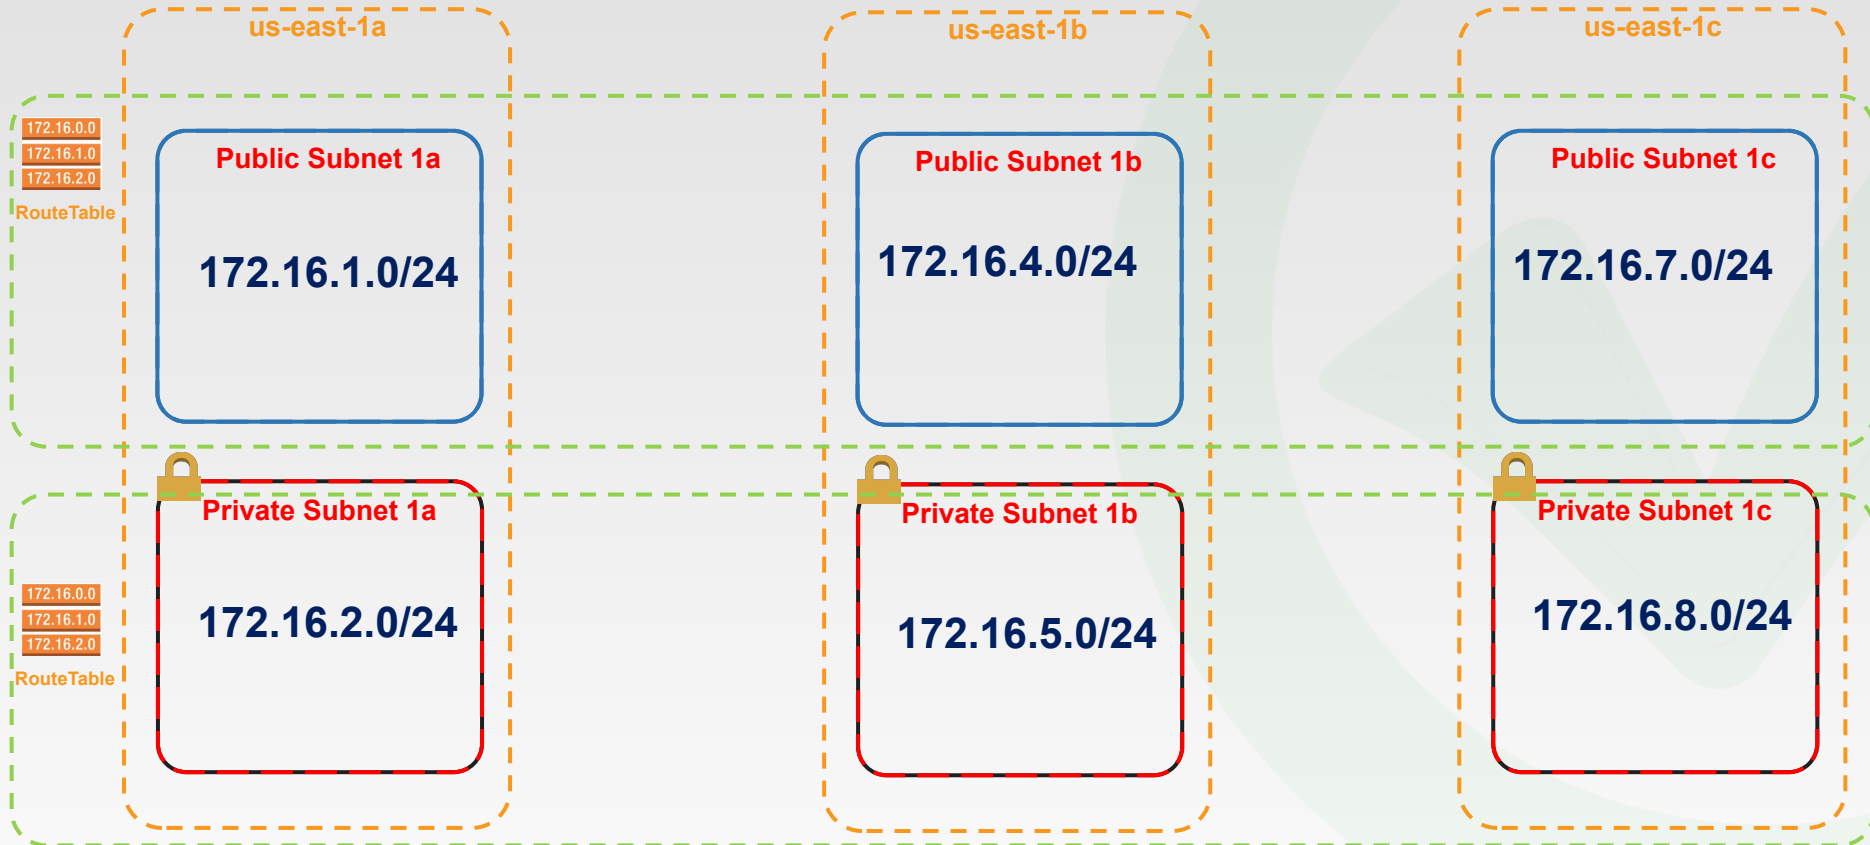 us-east-1a
us-east-1b
us-east-1c
172.16.0.0
172.16.1.0
172.16.2.0
RouteTable
Public Subnet 1a
172.16.1.0/24
Public Subnet 1b
172.16.4.0/24
Public Subnet 1c
172.16.7.0/24
172.16.0.0
172.16.1.0
172.16.2.0
RouteTable
Private Subnet 1a
172.16.2.0/24
Private Subnet 1b
172.16.5.0/24
Private Subnet 1c
172.16.8.0/24